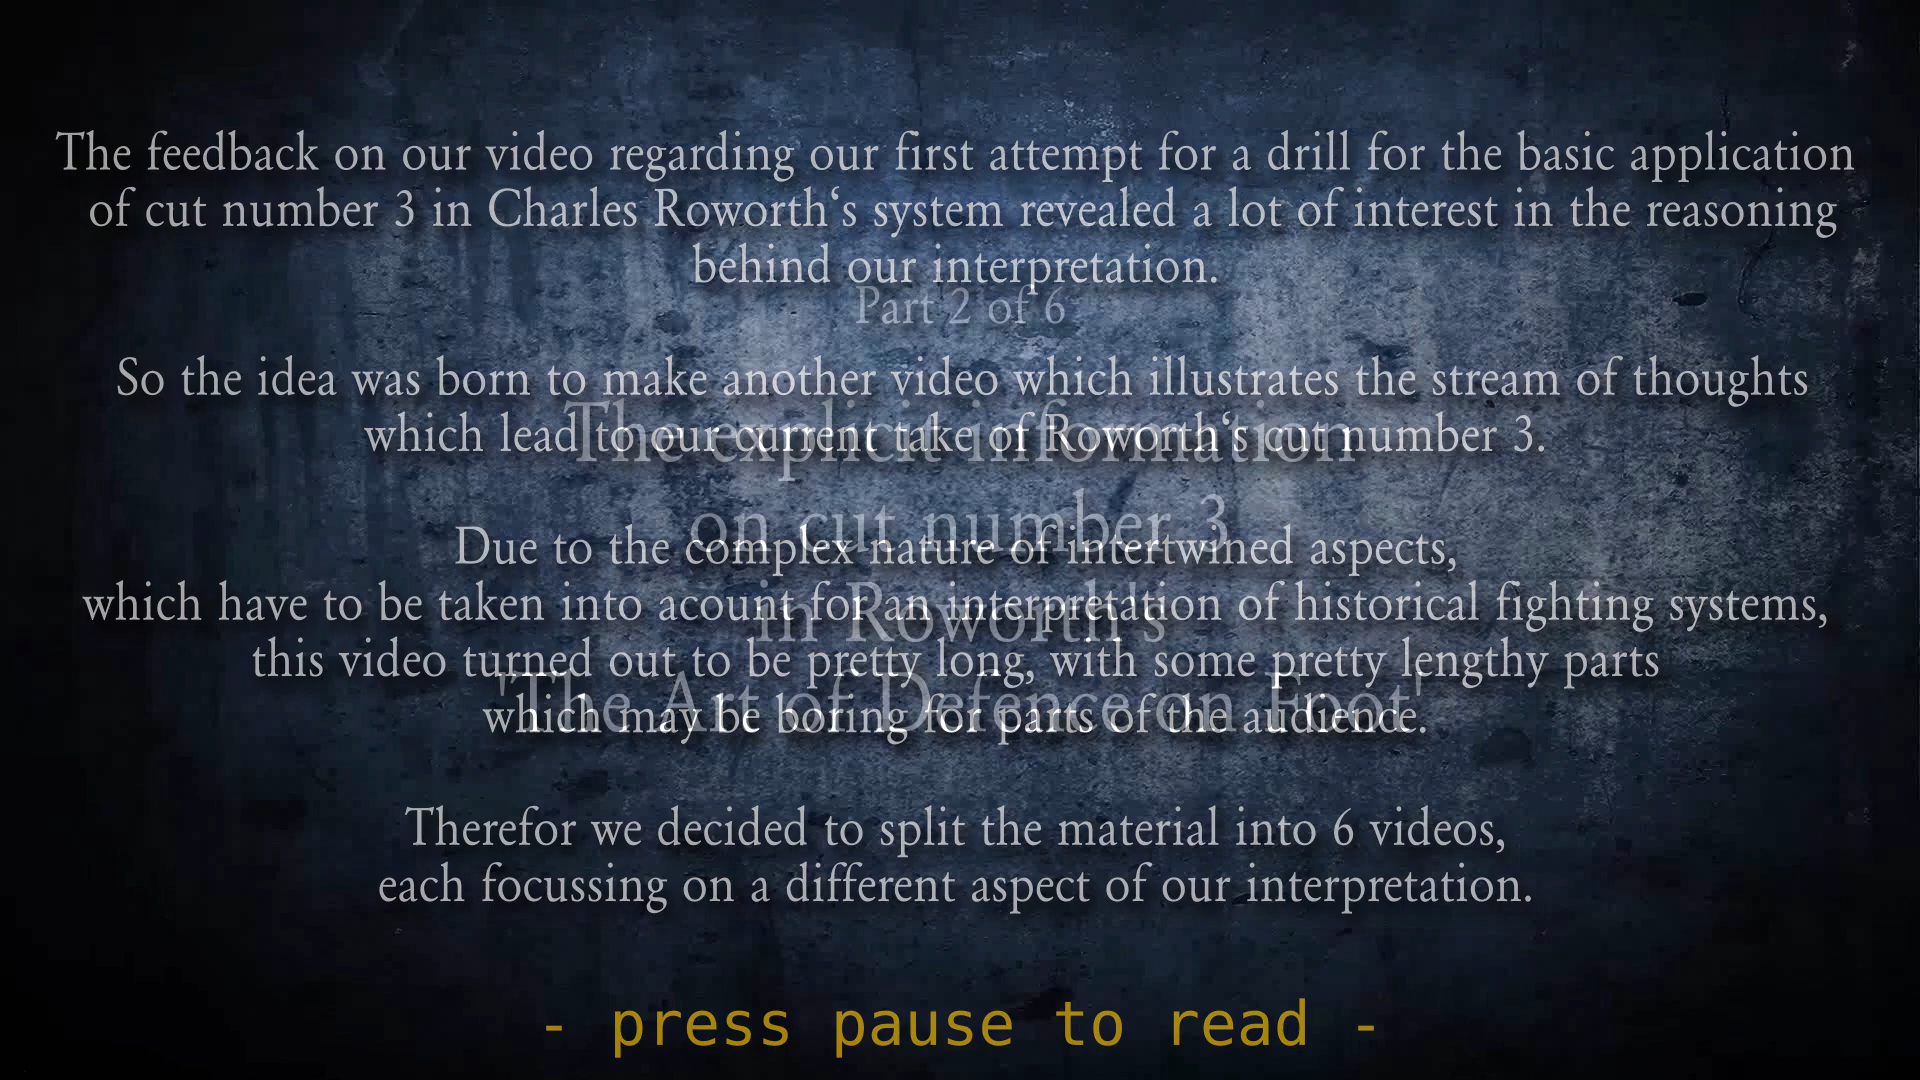 The feedback on our video regarding our first attempt for a drill for the basic application
of cut number 3 in Charles Roworth‘s system revealed a lot of interest in the reasoning
behind our interpretation.
Part 2 of 6
So the idea was born to make another video which illustrates the stream of thoughts
which lead to our current take of Roworth‘s cut number 3.
The explicit information
on cut number 3
Due to the complex nature of intertwined aspects,
which have to be taken into acount for an interpretation of historical fighting systems,
in Roworth's
this video turned out to be pretty long, with some pretty lengthy parts
'The Art of Defence on Foot'
which may be boring for parts of the audience.
Therefor we decided to split the material into 6 videos,
each focussing on a different aspect of our interpretation.
- press pause to read -